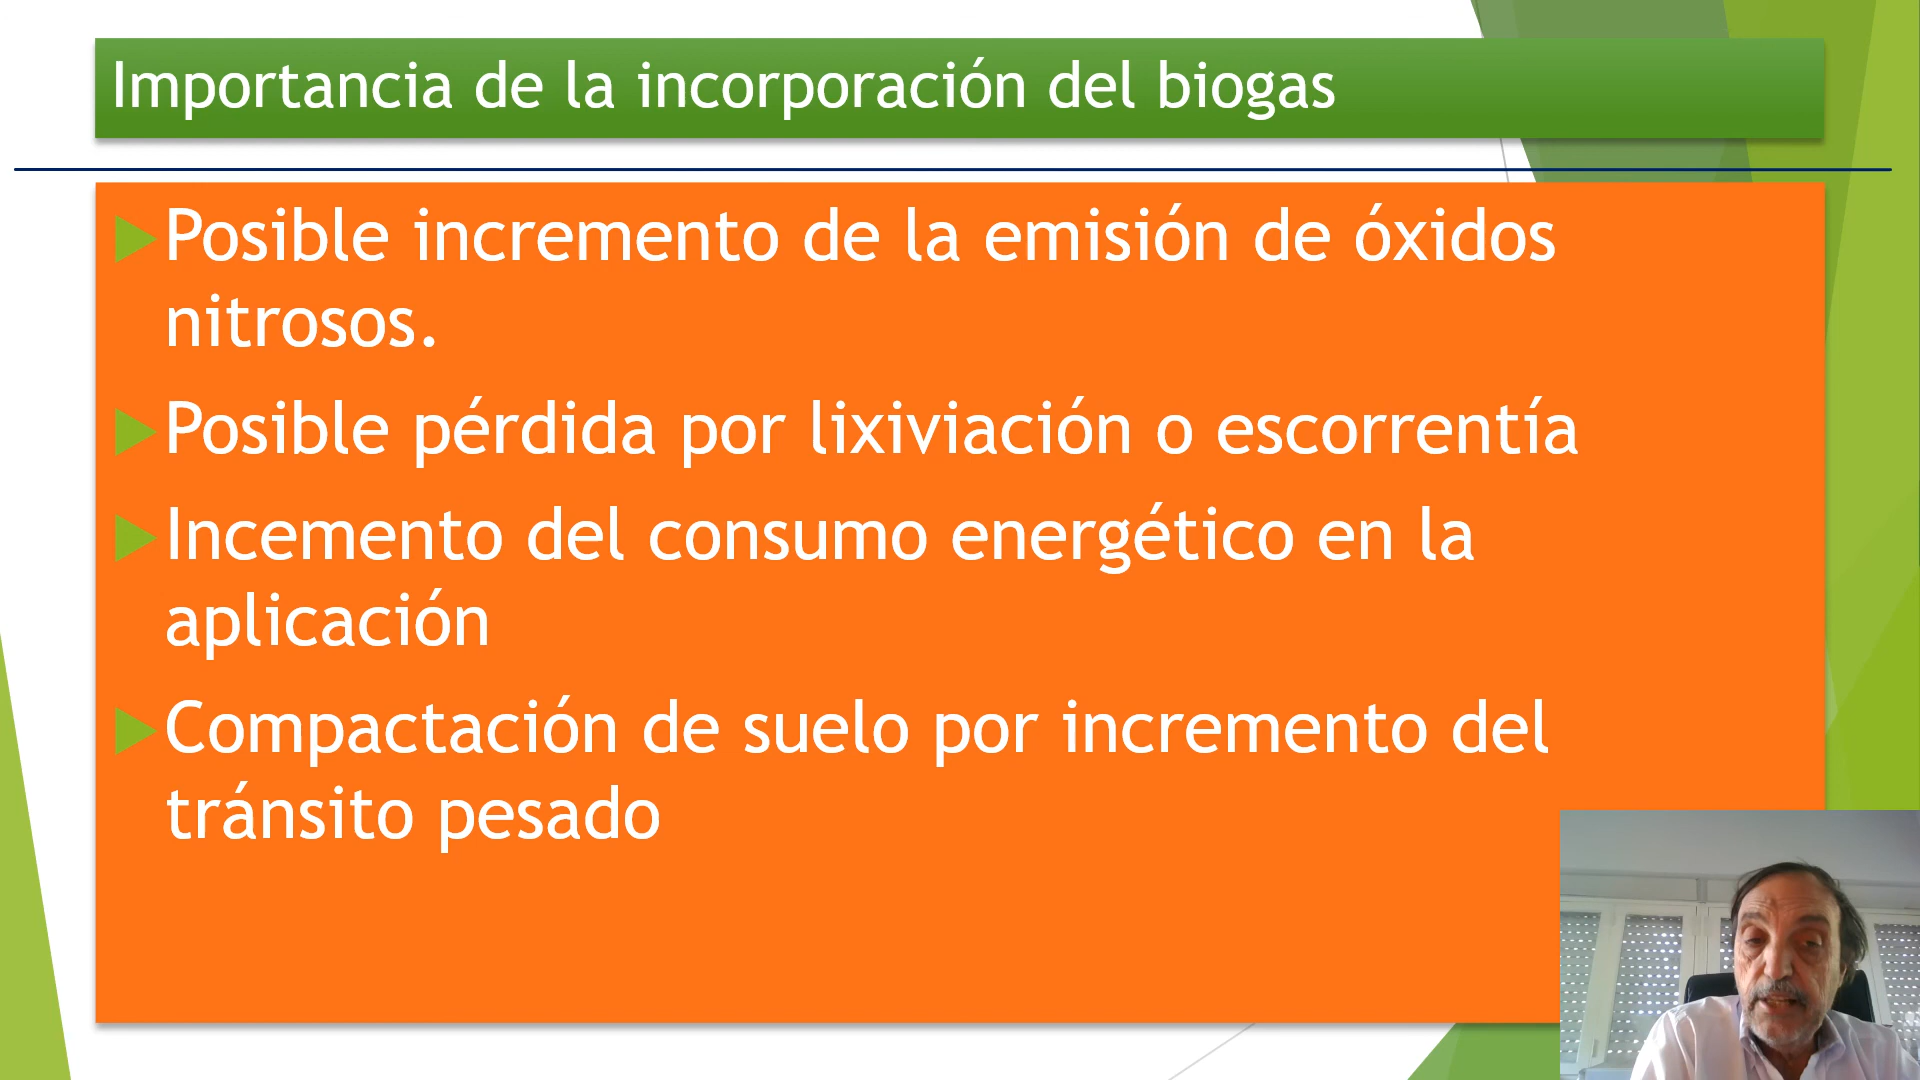 Importancia de la incorporación del biogas
Posible incremento de la emisión de óxidos
nitrosos.
Posible pérdida por lixiviación o escorrentía
Incemento del consumo energético en la
aplicación
Compactación de suelo por incremento del
tránsito pesado